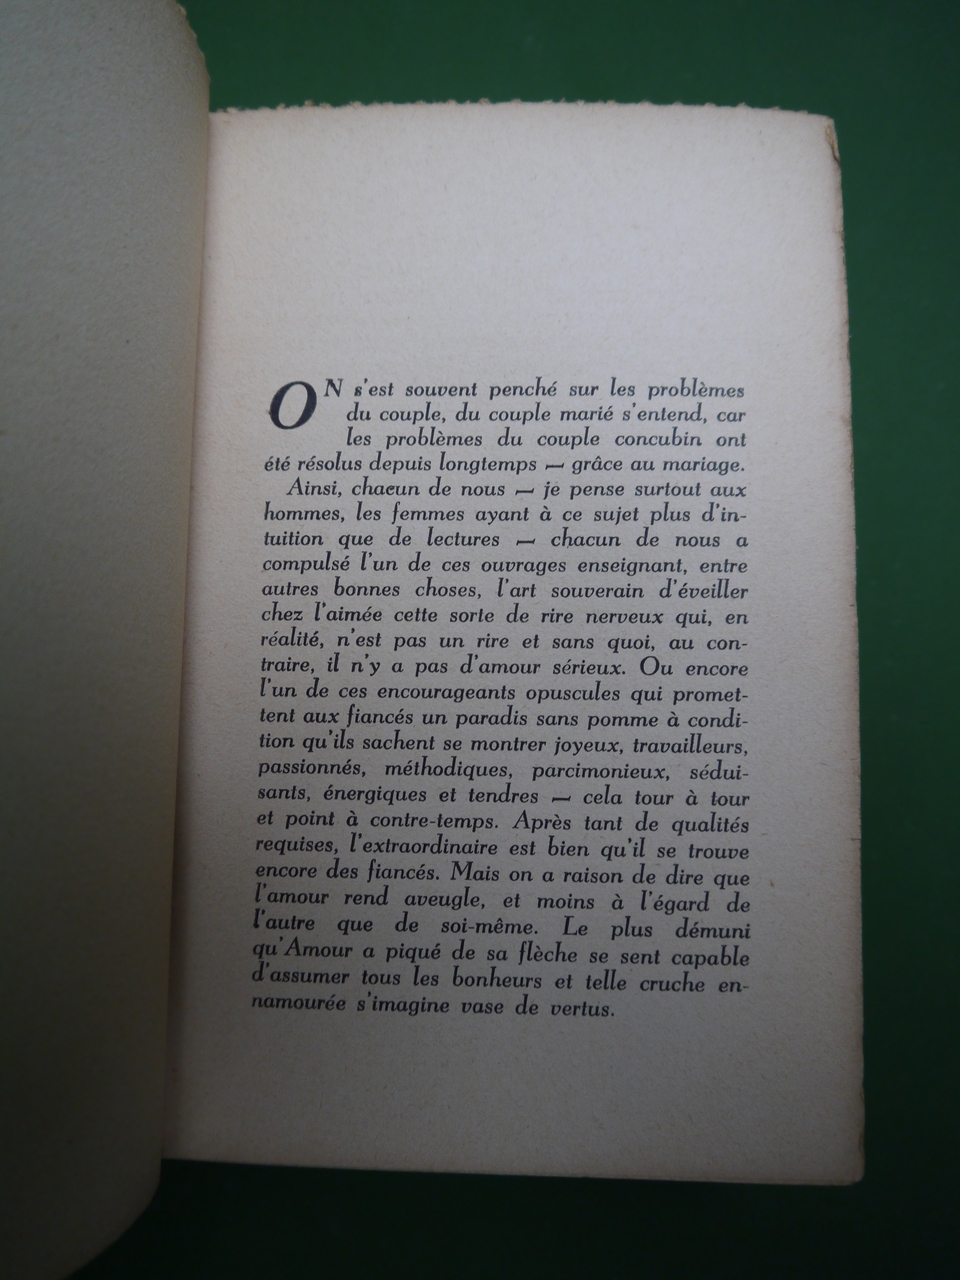 ON s'est souvent penché sur les problèmes
du couple, du couple marié s'entend, car
les problèmes du couple concubin ont
été résolus depuis longtemps — grâce au mariage.
Ainsi, chacun de nous — je pense surtout aux
hommes, les femmes ayant à ce sujet plus d'in-
tuition que de lectures — chacun de nous a
compulsé l'un de ces ouvrages enseignant, entre
autres bonnes choses, l'art souverain d'éveiller
chez l'aimée cette sorte de rire nerveux qui, en
réalité, n'est pas un rire et sans quoi, au con-
traire, il n'y a pas d'amour sérieux. Ou encore
l'un de ces encourageants opuscules qui promet-
tent aux fiancés un paradis sans pomme à condi-
tion qu'ils sachent se montrer joyeux, travailleurs,
passionnés, méthodiques, parcimonieux, sédui-
sants, énergiques et tendres — cela tour à tour
et point à contre-temps. Après tant de qualités
requises, l'extraordinaire est bien qu'il se trouve
encore des fiancés. Mais on a raison de dire que
l'amour rend aveugle, et moins à l'égard de
l'autre que de soi-même. Le plus démuni
qu'Amour a piqué de sa flèche se sent capable
d'assumer tous les bonheurs et telle cruche en-
namourée s'imagine vase de vertus.